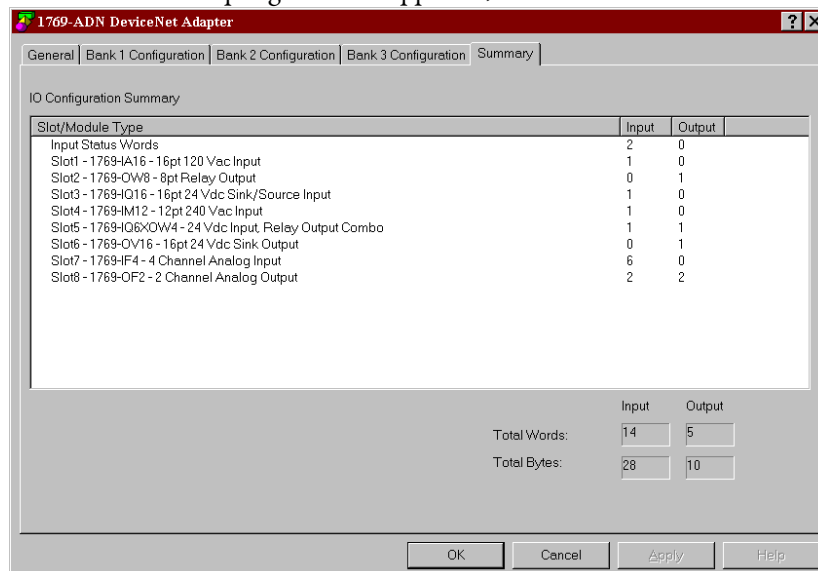 1769-ADN DeviceNet Adapter ? X
General Bank 1 Configuration Bank 2 Configuration Bank 3 Configuration Summary
IO Configuration Summary
Slot/Module Type Input Output
Input Status Words 2 0
Slot1 - 1769-IA16 - 16pt 120 Vac Input 1 0
Slot2 - 1769-OW8 - 8pt Relay Output 0 1
Slot3 - 1769-IQ16 - 16pt 24 Vdc Sink/Source Input 1 0
Slot4 - 1769-IM12 - 12pt 240 Vac Input 1 0
Slot5 - 1769-IQ6XOW4 - 24 Vdc Input, Relay Output Combo 1 1
Slot6 - 1769-OV16 - 16pt 24 Vdc Sink Output 0 1
Slot7 - 1769-IF4 - 4 Channel Analog Input 6 0
Slot8 - 1769-OF2 - 2 Channel Analog Output 2 2
Input Output
Total Words: 14 5
Total Bytes: 28 10
OK Cancel Apply Help